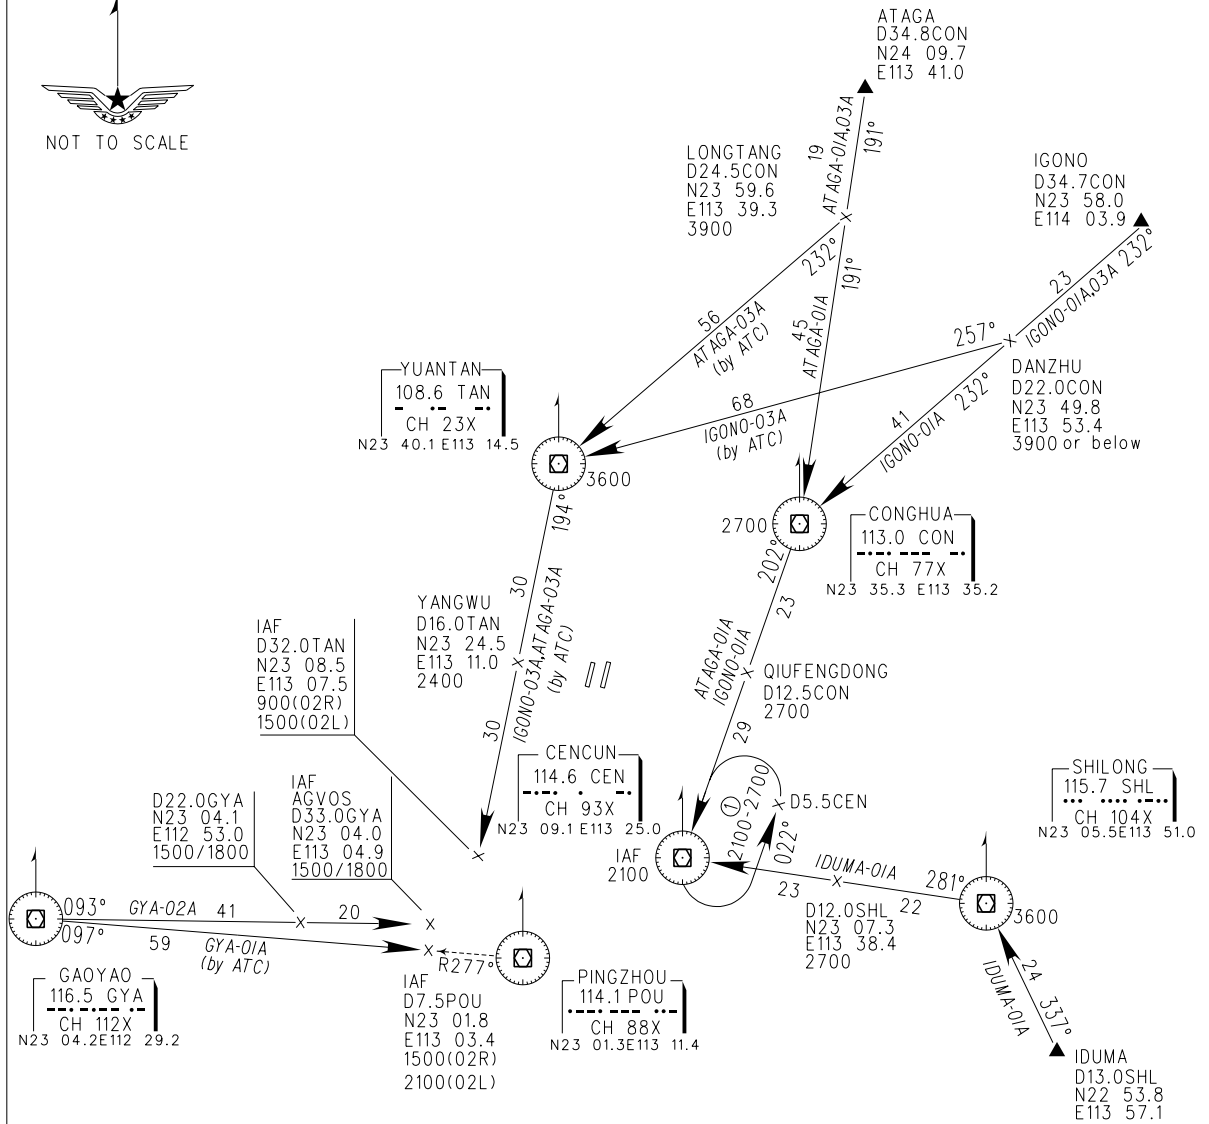 NOT TO SCALE
ATAGA
D34.8CON
N24 09.7
E113 41.0
19
ATAGA-01A,03A
191°
LONGTANG
D24.5CON
N23 59.6
E113 39.3
3900
IGONO
D34.7CON
N23 58.0
E114 03.9
232°
23
IGONO-01A,03A
232°
191°
56
ATAGA-03A
(by ATC)
45
ATAGA-01A
257°
DANZHU
D22.0CON
N23 49.8
E113 53.4
3900 or below
232°
41
IGONO-01A
68
IGONO-03A
(by ATC)
YUANTAN
108.6 TAN
CH 23X
N23 40.1 E113 14.5
3600
194°
2700
CONGHUA
113.0 CON
CH 77X
N23 35.3 E113 35.2
202°
23
30
YANGWU
D16.0TAN
N23 24.5
E113 11.0
2400
IGONO-03A,ATAGA-03A
(by ATC)
30
ATAGA-01A
IGONO-01A
QIUFENGDONG
D12.5CON
2700
29
IAF
D32.0TAN
N23 08.5
E113 07.5
900(02R)
1500(02L)
CENCUN
114.6 CEN
CH 93X
N23 09.1 E113 25.0
①
2100-2700
022°
D5.5CEN
IAF
2100
SHILONG
115.7 SHL
CH 104X
N23 05.5E113 51.0
D22.0GYA
N23 04.1
E112 53.0
1500/1800
IAF
AGVOS
D33.0GYA
N23 04.0
E113 04.9
1500/1800
IDUMA-01A
281°
23
22
3600
D12.0SHL
N23 07.3
E113 38.4
2700
093°
GYA-02A
41
20
097°
59
GYA-01A
(by ATC)
R277°
GAOYAO
116.5 GYA
CH 112X
N23 04.2E112 29.2
IAF
D7.5POU
N23 01.8
E113 03.4
1500(02R)
2100(02L)
PINGZHOU
114.1 POU
CH 88X
N23 01.3E113 11.4
24
337°
IDUMA-01A
IDUMA
D13.0SHL
N22 53.8
E113 57.1